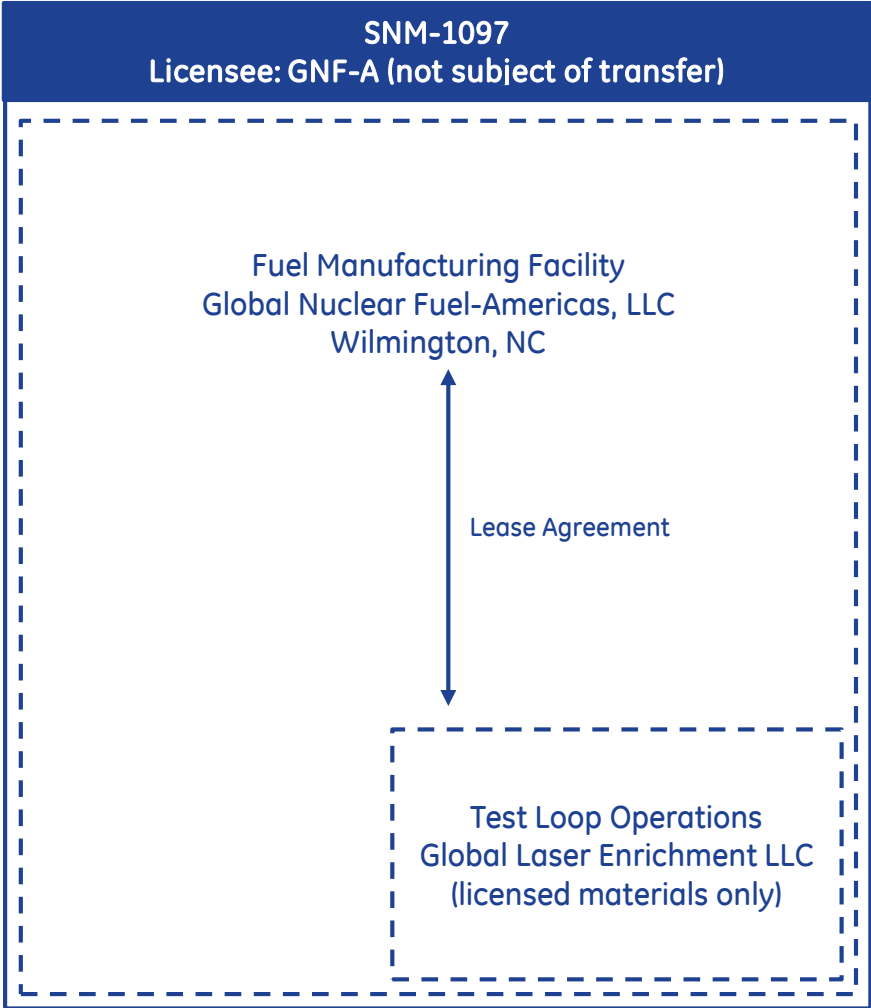 SNM-1097
Licensee: GNF-A (not subject of transfer)
Fuel Manufacturing Facility
Global Nuclear Fuel-Americas, LLC
Wilmington, NC
Lease Agreement
Test Loop Operations
Global Laser Enrichment LLC
(licensed materials only)